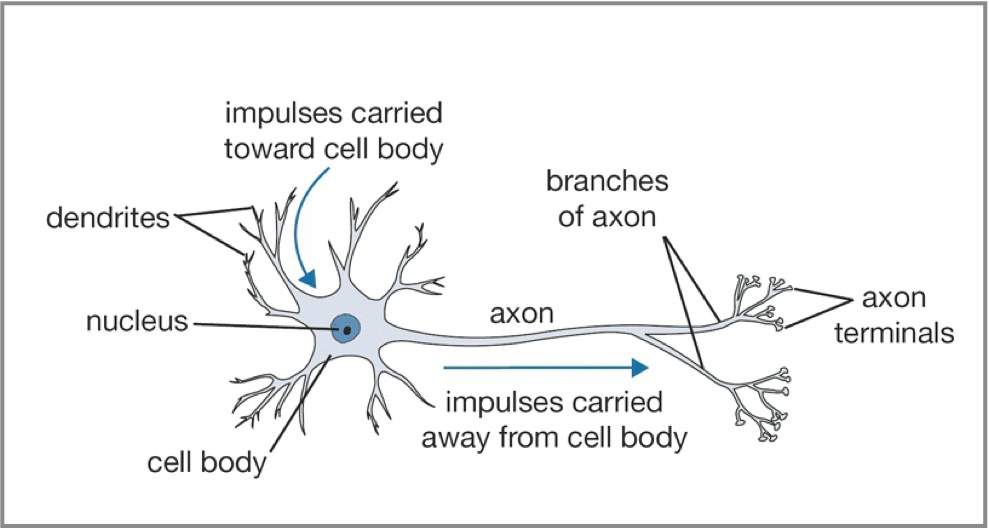 impulses carried
toward cell body
branches
of axon
dendrites
axon
terminals
nucleus
axon
impulses carried
away from cell body
cell body